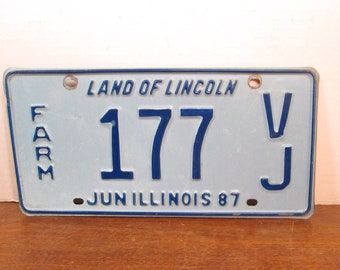 LAND OF LINCOLN
FARM
177
VJ
JUN ILLINOIS 87